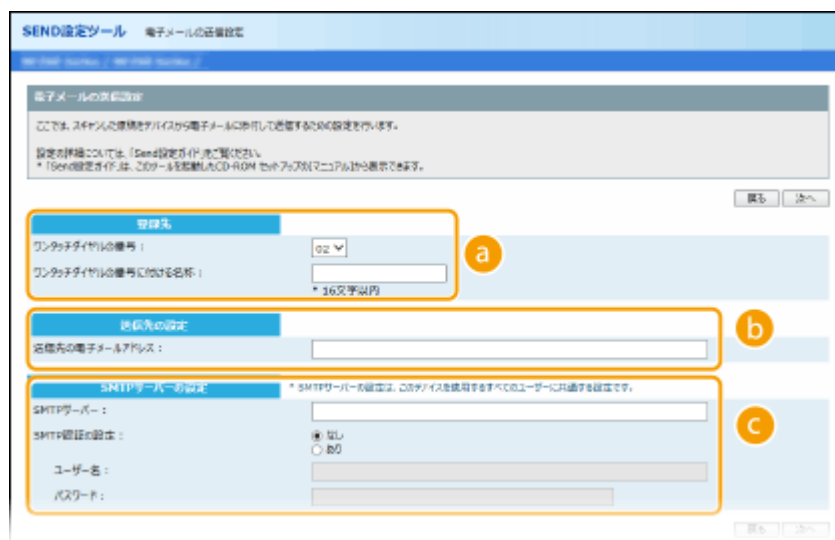 SEND設定ツール 電子メールの送信設定
電子メールの送信設定
ここでは、スキャンした原稿をデバイスから電子メールに添付して送信するための設定を行います。
設定の詳細については、「Send設定ガイド」をご覧ください。
* 「Send設定ガイド」は、このツールを起動したCD-ROM セットアップの[マニュアル]から表示できます。
戻る 次へ
登録先
ワンタッチダイヤルの番号：
02
a
ワンタッチダイヤルの番号に付ける名称：
* 16文字以内
送信先の設定
b
送信先の電子メールアドレス：
SMTPサーバーの設定
* SMTPサーバーの設定は、このデバイスを使用するすべてのユーザーに共通する設定です。
SMTPサーバー：
c
SMTP認証の設定：
なし
あり
ユーザー名：
パスワード：
戻る 次へ